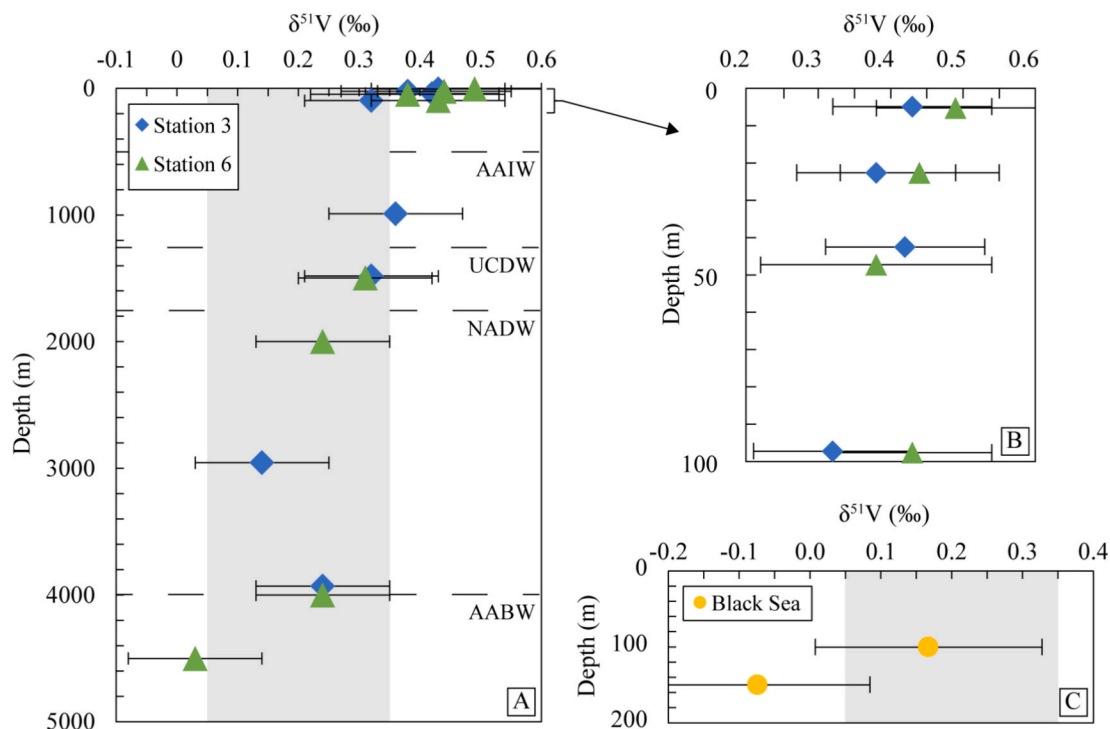 δ⁵¹V (‰)
-0.1 0 0.2 0.3 0.4 0.5 0.6
0
1000
2000
3000
4000
5000
Depth (m)
Station 3
Station 6
AAIW
UCDW
NADW
AABW
A
δ⁵¹V (‰)
0.2 0.3 0.4 0.5 0.6
0
50
100
Depth (m)
B
δ⁵¹V (‰)
-0.2 -0.1 0.0 0.1 0.2 0.3 0.4
0
100
200
Depth (m)
Black Sea
C